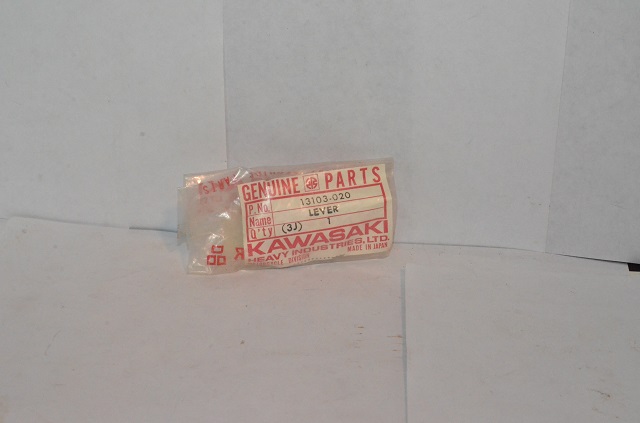 GENUINE PARTS
P.No. 13103-020
Name LEVER
Q'ty (3J) 1
KAWASAKI
HEAVY INDUSTRIES, LTD.
MADE IN JAPAN